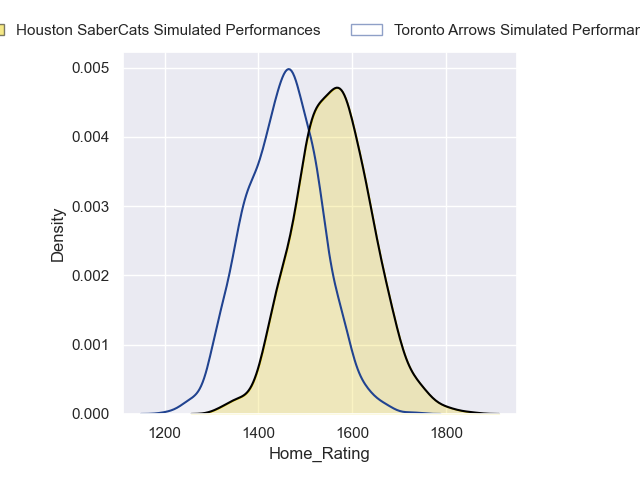 Houston SaberCats Simulated Performances
Toronto Arrows Simulated
0.005
0.004
0.003
0.002
0.001
0.000
Density
1200
1400
1600
1800
Home_Rating